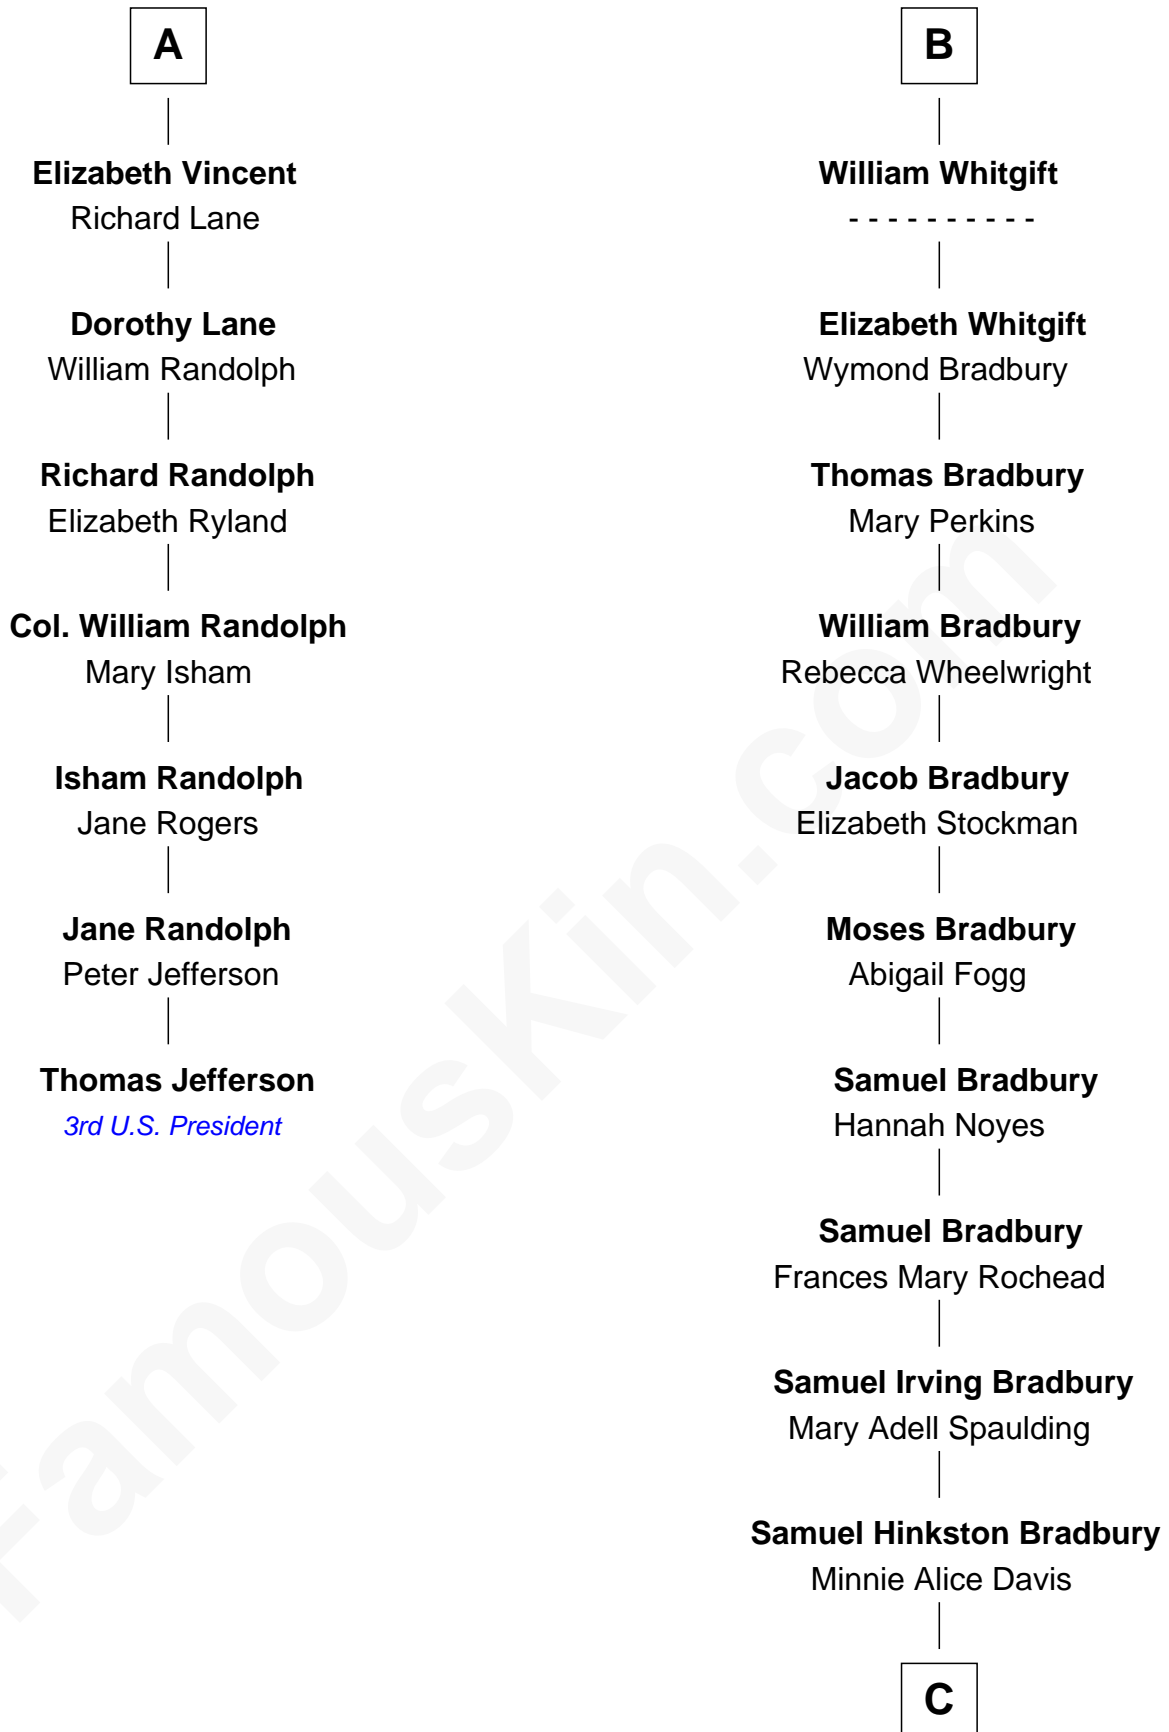 A
Elizabeth Vincent
Richard Lane
Dorothy Lane
William Randolph
Richard Randolph
Elizabeth Ryland
Col. William Randolph
Mary Isham
Isham Randolph
Jane Rogers
Jane Randolph
Peter Jefferson
Thomas Jefferson
3rd U.S. President
B
William Whitgift
- - - - - - - - - -
Elizabeth Whitgift
Wymond Bradbury
Thomas Bradbury
Mary Perkins
William Bradbury
Rebecca Wheelwright
Jacob Bradbury
Elizabeth Stockman
Moses Bradbury
Abigail Fogg
Samuel Bradbury
Hannah Noyes
Samuel Bradbury
Frances Mary Rochead
Samuel Irving Bradbury
Mary Adell Spaulding
Samuel Hinkston Bradbury
Minnie Alice Davis
C
FamousKin.com